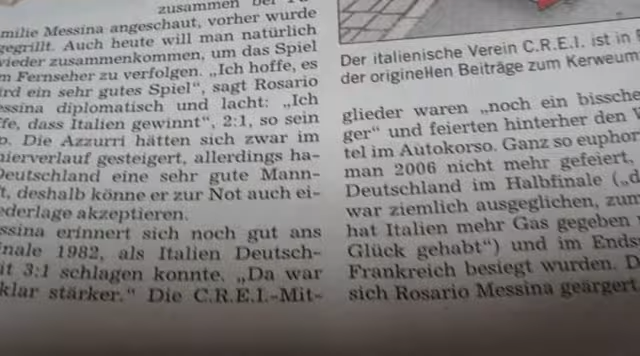 zusammen bei Fa-
amilie Messina angeschaut, vorher wurde
gegrillt. Auch heute will man natürlich
wieder zusammenkommen, um das Spiel
m Fernseher zu verfolgen. „Ich hoffe, es
ird ein sehr gutes Spiel“, sagt Rosario
essina diplomatisch und lacht: „Ich
ffe, dass Italien gewinnt“, 2:1, so sein
p. Die Azzurri hätten sich zwar im
nierverlauf gesteigert, allerdings ha-
Deutschland eine sehr gute Mann-
t, deshalb könne er zur Not auch ei-
ederlage akzeptieren.
ssina erinnert sich noch gut ans
nale 1982, als Italien Deutsch-
it 3:1 schlagen konnte. „Da war
klar stärker.“ Die C.R.E.I.-Mit-
Der italienische Verein C.R.E.I. ist in
der originellen Beiträge zum Kerweum
glieder waren „noch ein bissche
ger“ und feierten hinterher den
tel im Autokorso. Ganz so euphor
man 2006 nicht mehr gefeiert,
Deutschland im Halbfinale („d
war ziemlich ausgeglichen, zum
hat Italien mehr Gas gegeben
Glück gehabt“) und im Ends
Frankreich besiegt wurden. D
sich Rosario Messina geärgert